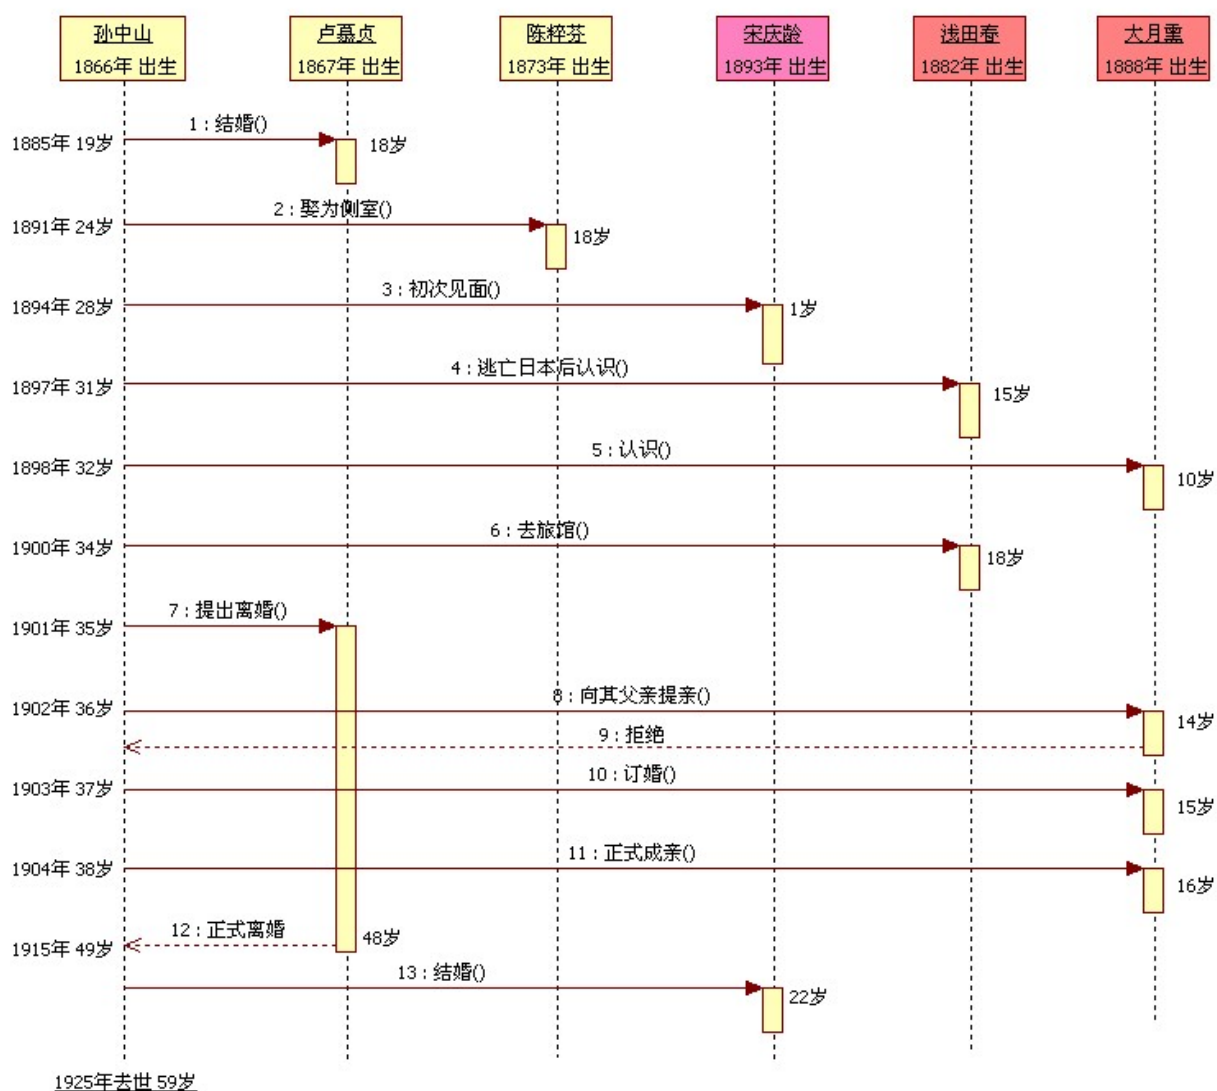 孙中山
1866年 出生
卢慕贞
1867年 出生
陈粹芬
1873年 出生
宋庆龄
1893年 出生
浅田春
1882年 出生
大月熏
1888年 出生
1 : 结婚()
1885年 19岁
18岁
2 : 娶为侧室()
1891年 24岁
18岁
3 : 初次见面()
1894年 28岁
1岁
4 : 逃亡日本后认识()
1897年 31岁
15岁
5 : 认识()
1898年 32岁
10岁
6 : 去旅馆()
1900年 34岁
18岁
7 : 提出离婚()
1901年 35岁
8 : 向其父亲提亲()
1902年 36岁
14岁
9 : 拒绝
10 : 订婚()
1903年 37岁
15岁
11 : 正式成亲()
1904年 38岁
16岁
12 : 正式离婚
1915年 49岁
48岁
13 : 结婚()
22岁
1925年去世 59岁